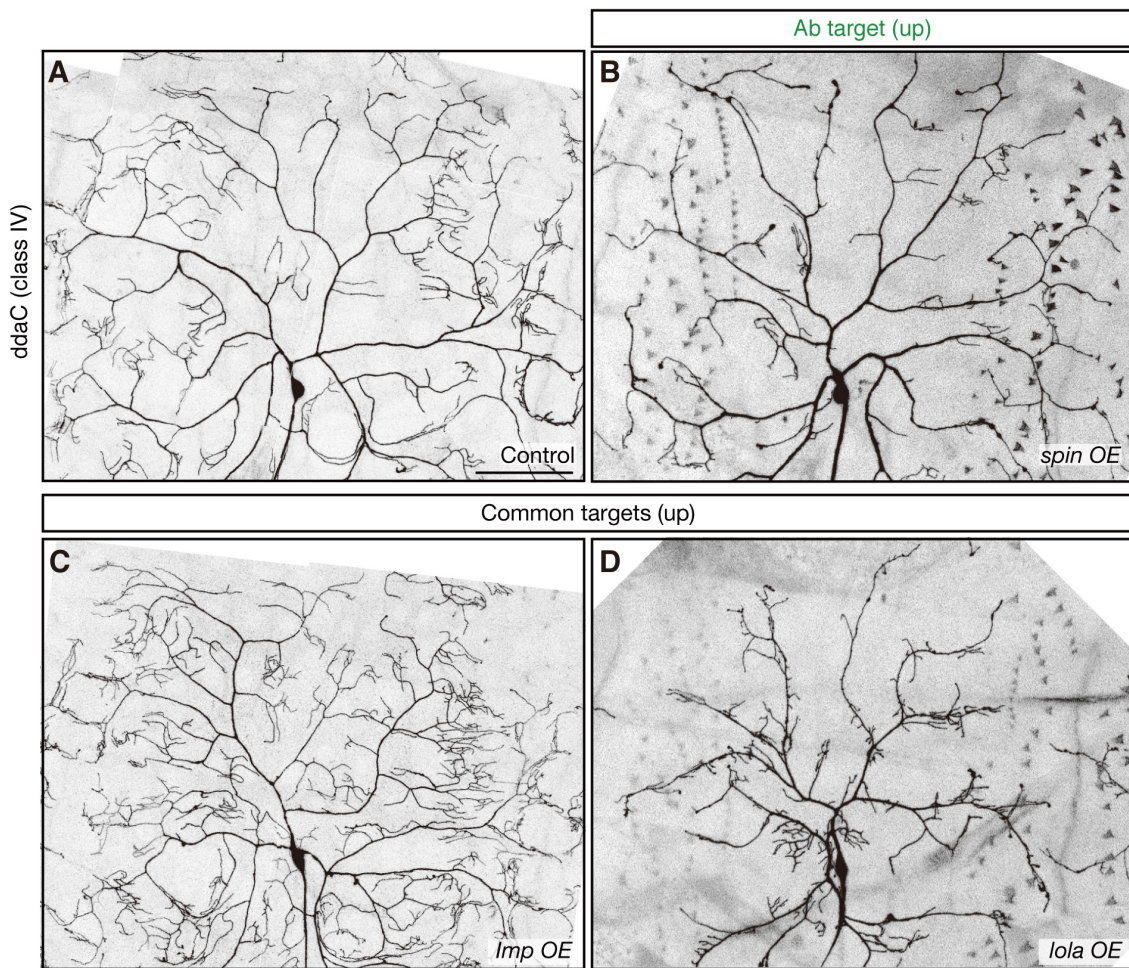 Ab target (up)
A
B
ddaC (class IV)
Control
spin OE
Common targets (up)
C
D
Imp OE
lola OE